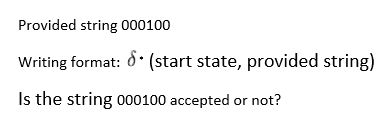 Provided string 000100
Writing format: δ· (start state, provided string)
Is the string 000100 accepted or not?